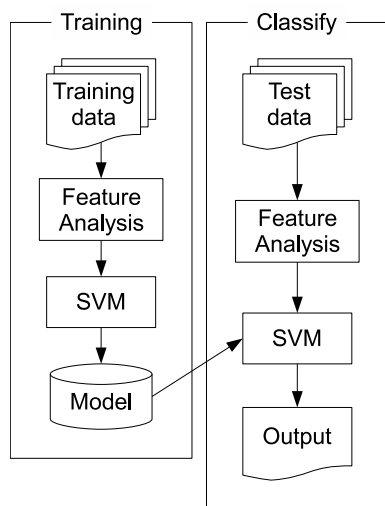 Training
Training
data
Feature
Analysis
SVM
Model
Classify
Test
data
Feature
Analysis
SVM
Output